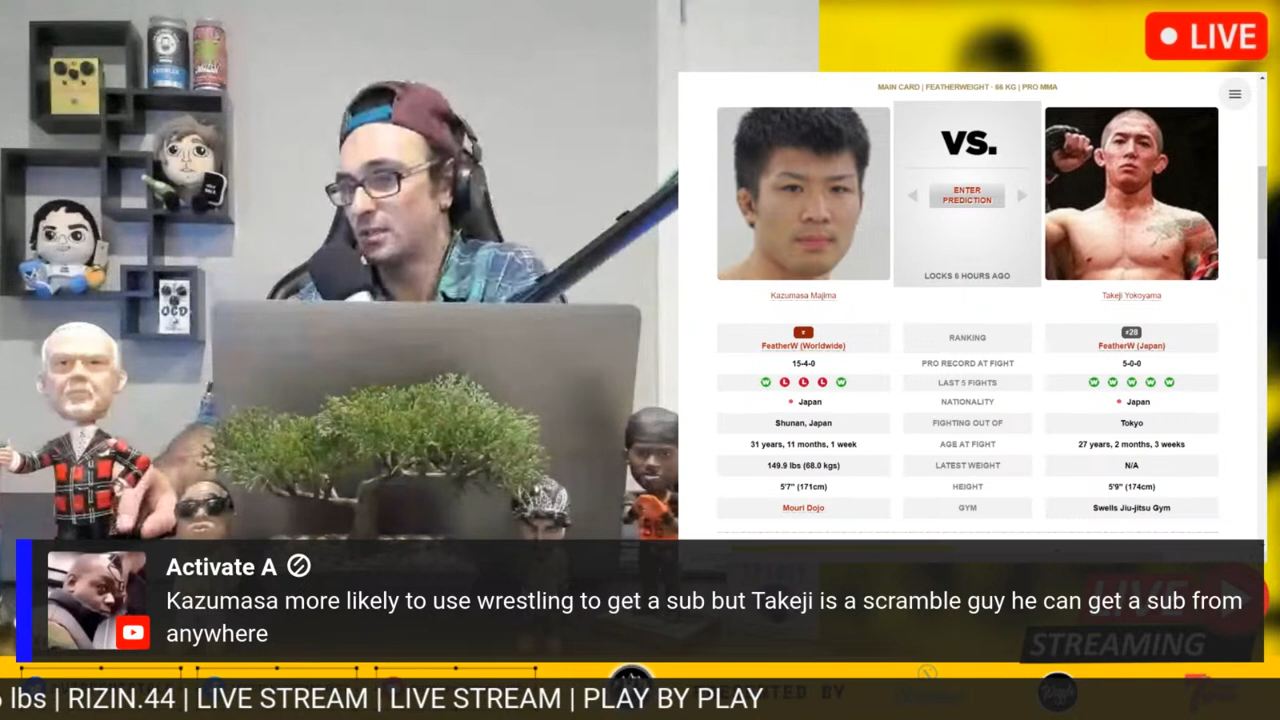 LIVE
MAIN CARD | FEATHERWEIGHT · 66 KG | PRO MMA
VS.
ENTER
PREDICTION
LOCKS 6 HOURS AGO
Kazumasa Majima
Takeji Yokoyama
FeatherW (Worldwide)
RANKING
#28
FeatherW (Japan)
15-4-0
PRO RECORD AT FIGHT
5-0-0
W L L L W
LAST 5 FIGHTS
W W W W W
Japan
NATIONALITY
Japan
Shunan, Japan
FIGHTING OUT OF
Tokyo
31 years, 11 months, 1 week
AGE AT FIGHT
27 years, 2 months, 3 weeks
149.9 lbs (68.0 kgs)
LATEST WEIGHT
N/A
5'7" (171cm)
HEIGHT
5'9" (174cm)
Mouri Dojo
GYM
Swells Jiu-jitsu Gym
OCD
Activate A
Kazumasa more likely to use wrestling to get a sub but Takeji is a scramble guy he can get a sub from
anywhere
LIVE
STREAMING
BY
lbs | RIZIN.44 | LIVE STREAM | LIVE STREAM | PLAY BY PLAY